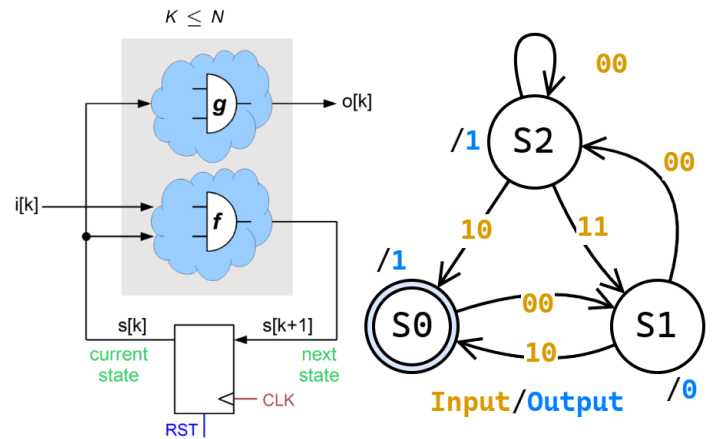 K ≤ N
g
o[k]
i[k]
f
s[k]
s[k+1]
current
state
next
state
CLK
RST
00
/1
S2
00
10
11
/1
S0
00
S1
10
/0
Input/Output